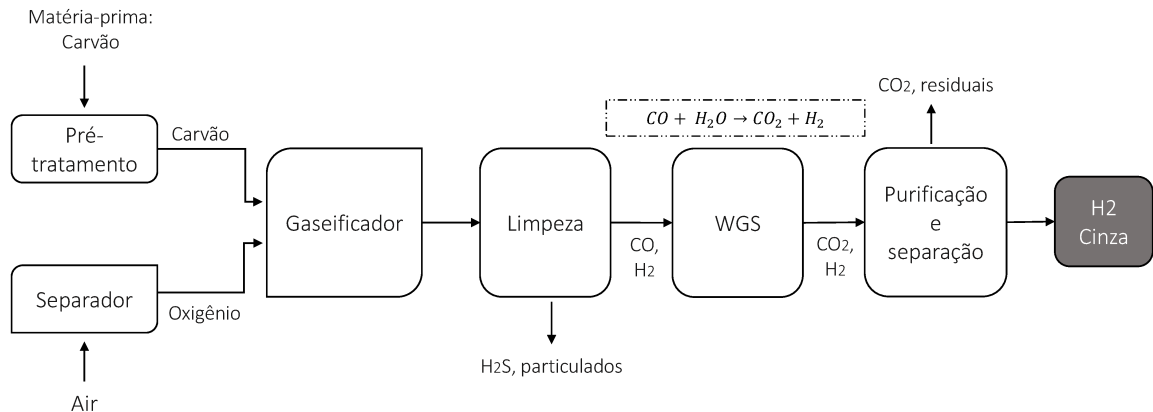 Matéria-prima:
Carvão
Pré-
tratamento
Carvão
Separador
Oxigênio
Air
Gaseificador
Limpeza
H2S, particulados
CO,
H2
CO + H₂O → CO₂ + H₂
WGS
CO2,
H2
CO2, residuais
Purificação
e
separação
H2
Cinza